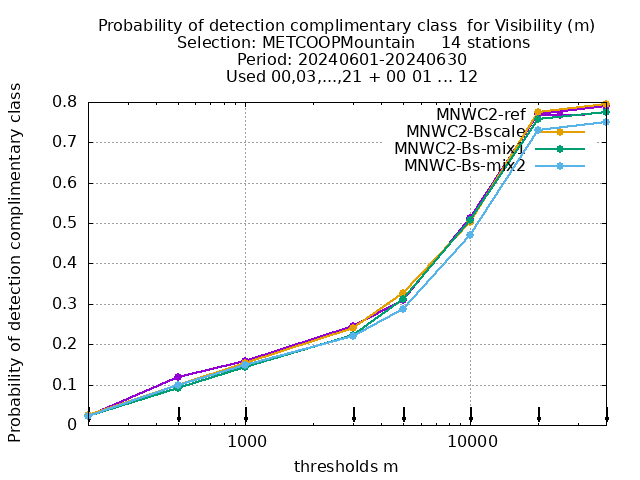 Probability of detection complimentary class  for Visibility (m)
Selection: METCOOPMountain     14 stations
Period: 20240601-20240630
Used 00,03,...,21 + 00 01 ... 12
Probability of detection complimentary class
0.8
0.7
0.6
0.5
0.4
0.3
0.2
0.1
0
MNWC2-ref
MNWC2-Bscale
MNWC2-Bs-mix1
MNWC-Bs-mix2
1000
10000
thresholds m